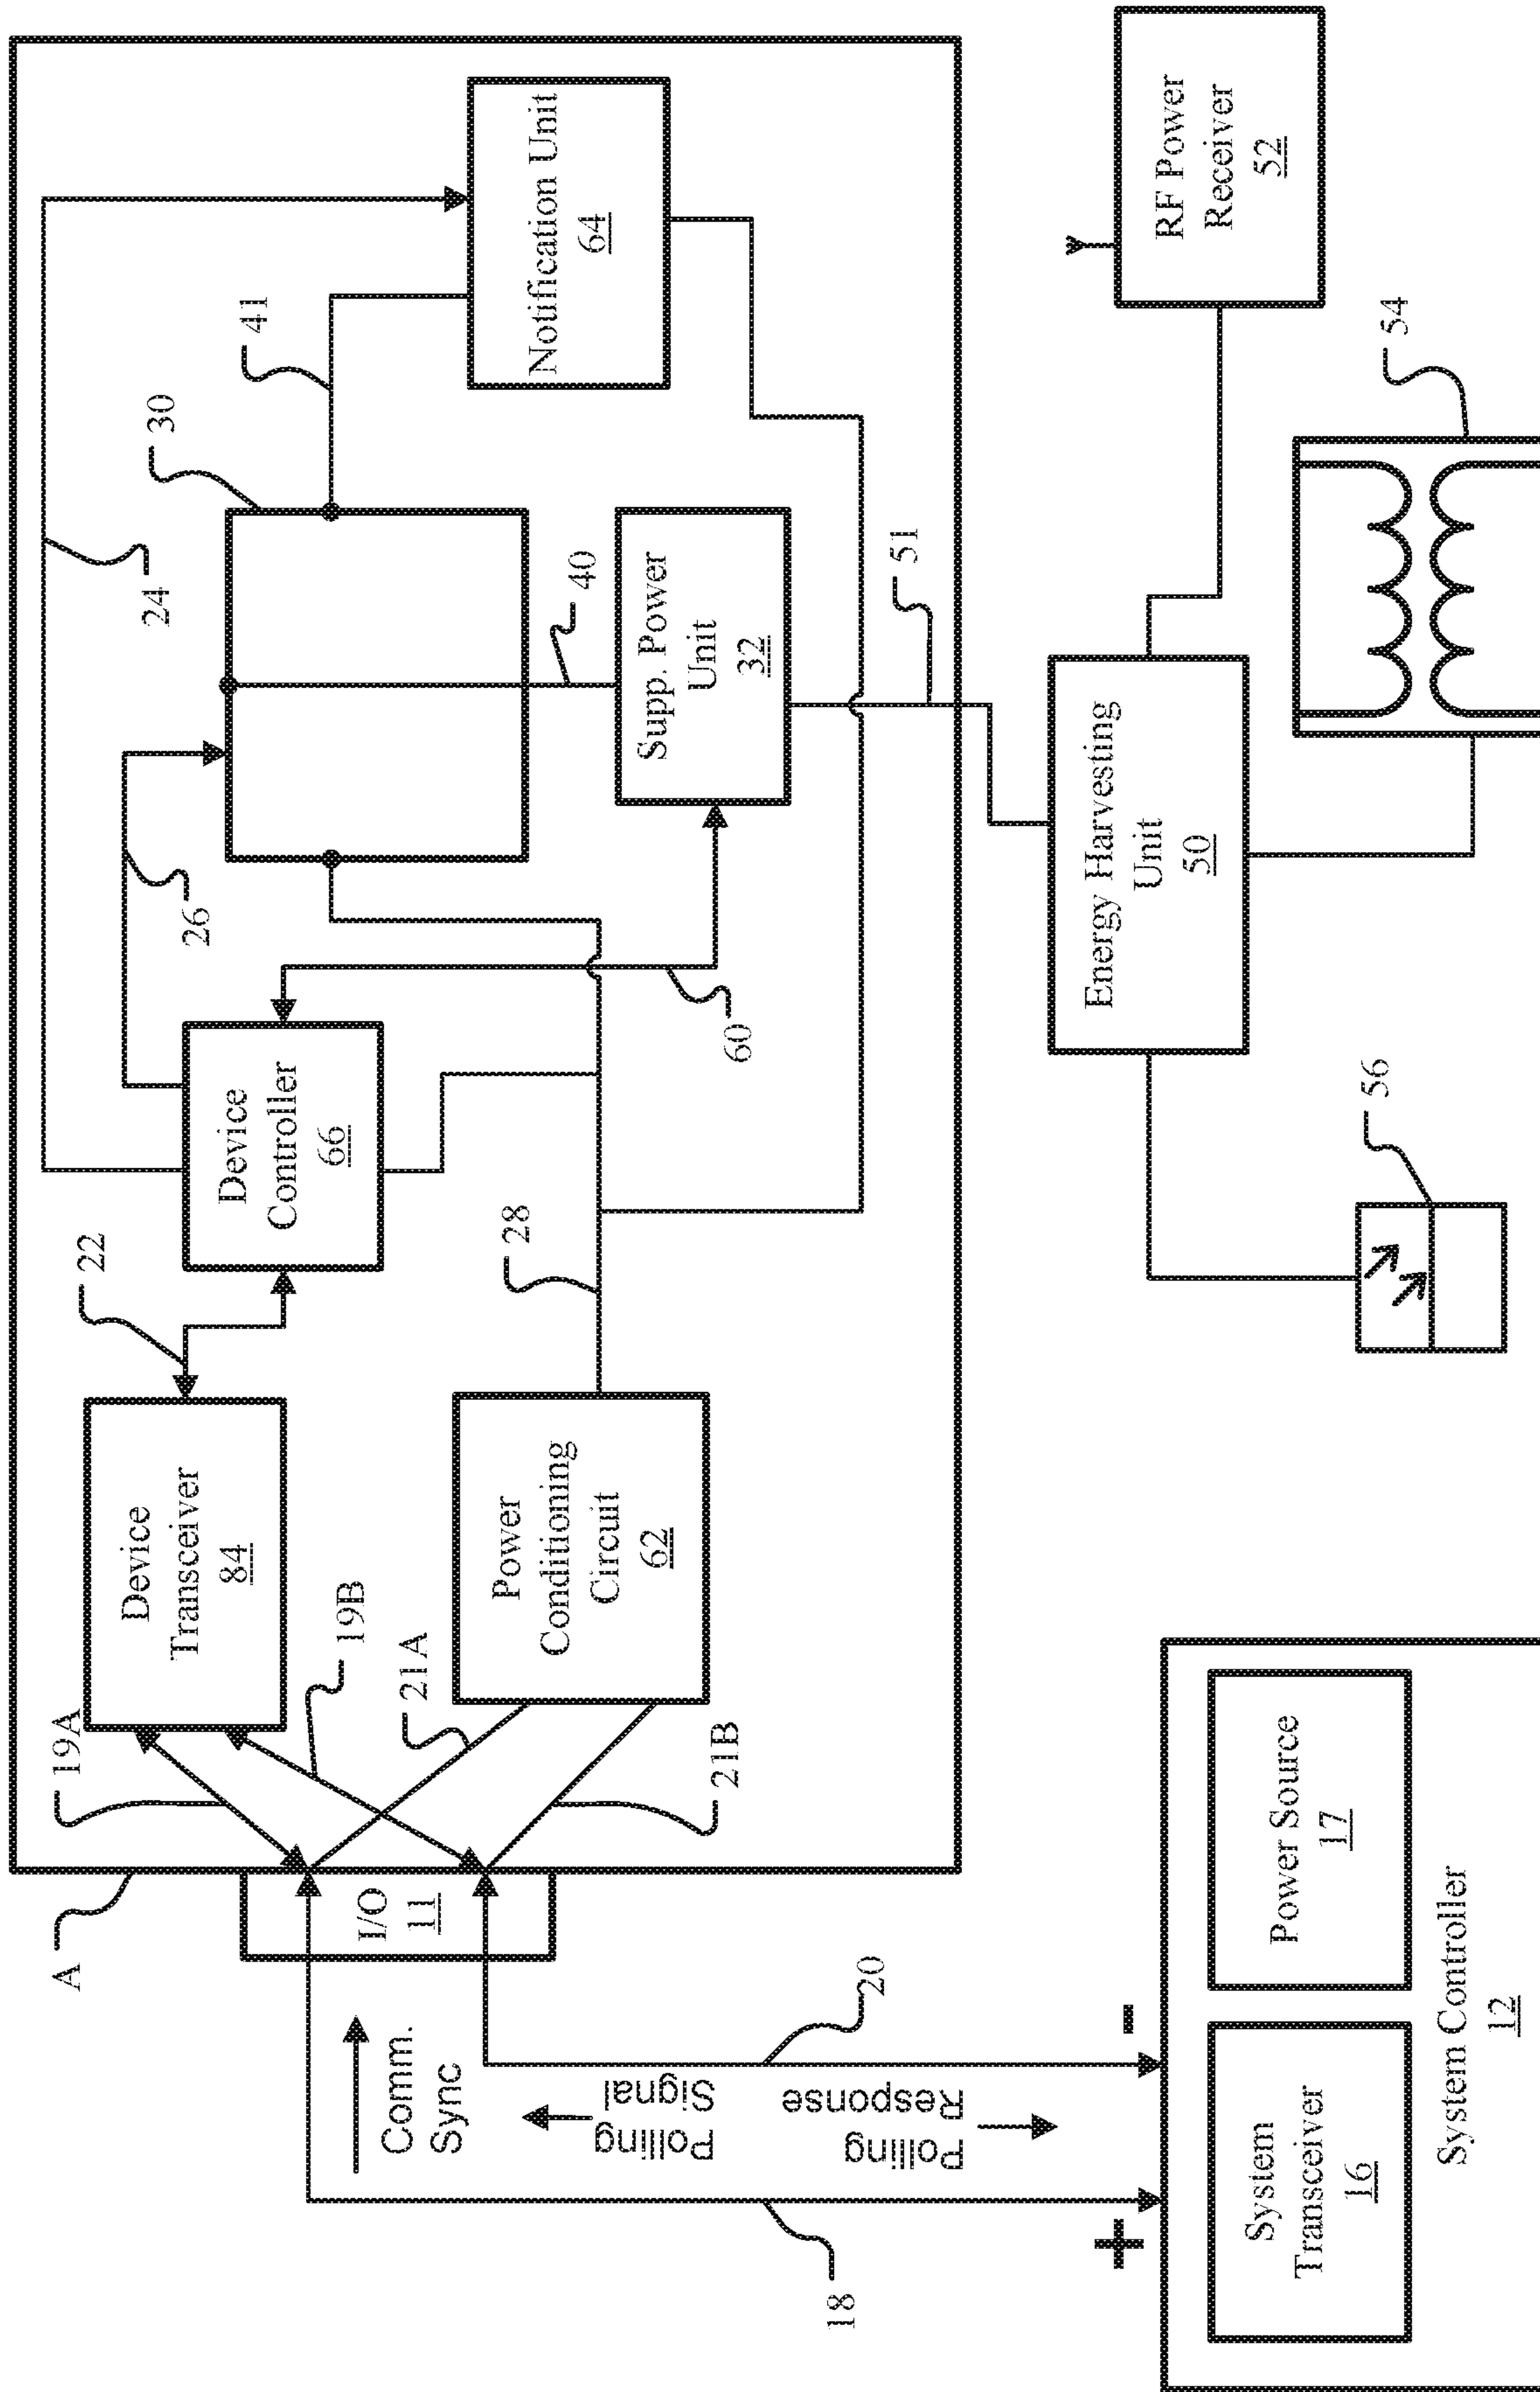 A
19A
Device
Transceiver
84
22
Device
Controller
66
26
24
30
41
Notification Unit
64
19B
21A
21B
Power
Conditioning
Circuit
62
28
60
40
Supp. Power
Unit
32
51
I/O
11
Comm.
Sync
Polling
Signal
Polling
Response
18
20
+
-
System
Transceiver
16
Power Source
17
System Controller
12
56
Energy Harvesting
Unit
50
54
RF Power
Receiver
52